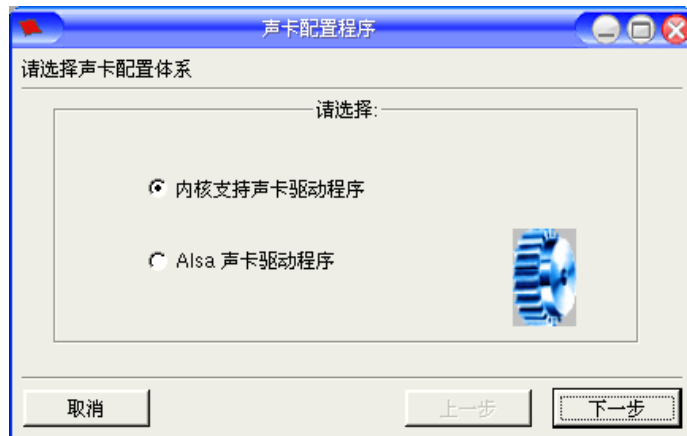 声卡配置程序
请选择声卡配置体系
请选择:
内核支持声卡驱动程序
Alsa 声卡驱动程序
取消 上一步 下一步